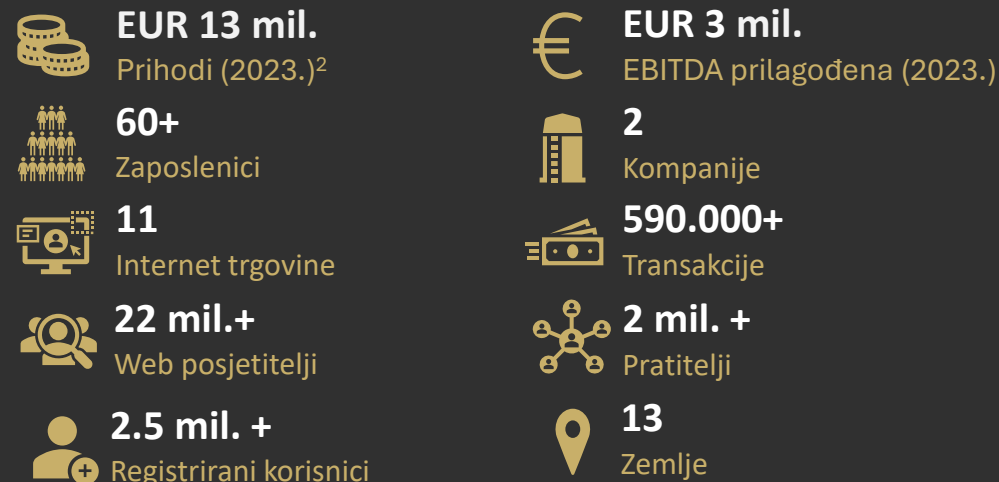 EUR 13 mil.
Prihodi (2023.)²
EUR 3 mil.
EBITDA prilagođena (2023.)
60+
Zaposlenici
2
Kompanije
11
Internet trgovine
590.000+
Transakcije
22 mil.+
Web posjetitelji
2 mil. +
Pratitelji
2.5 mil. +
Registrirani korisnici
13
Zemlje